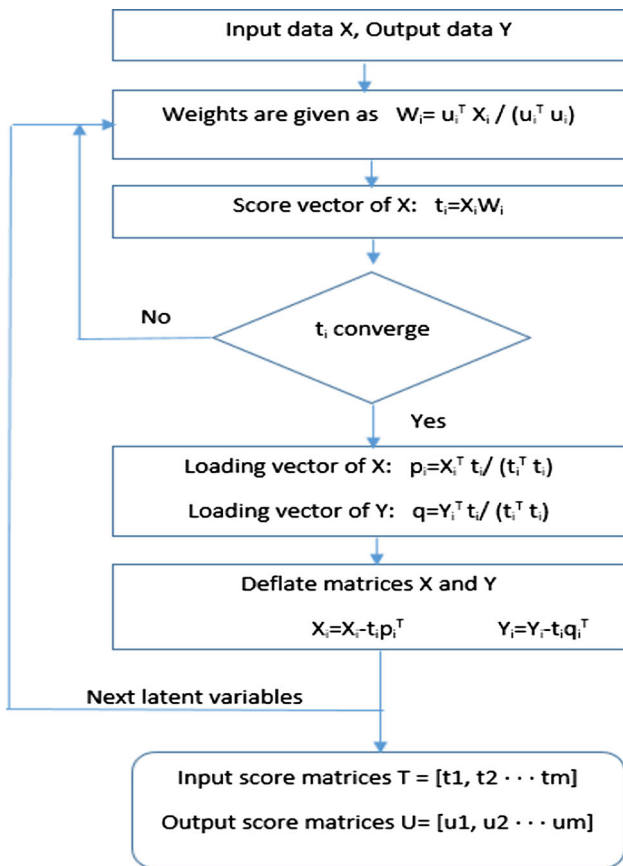 Input data X, Output data Y
Weights are given as Wᵢ= uᵢᵀ Xᵢ / (uᵢᵀ uᵢ)
Score vector of X: tᵢ=XᵢWᵢ
tᵢ converge
No
Yes
Loading vector of X: pᵢ=Xᵢᵀ tᵢ/ (tᵢᵀ tᵢ)
Loading vector of Y: q=Yᵢᵀ tᵢ/ (tᵢᵀ tᵢ)
Deflate matrices X and Y
Xᵢ=Xᵢ-tᵢpᵢᵀ Yᵢ=Yᵢ-tᵢqᵢᵀ
Next latent variables
Input score matrices T = [t1, t2 · · · tm]
Output score matrices U= [u1, u2 · · · um]